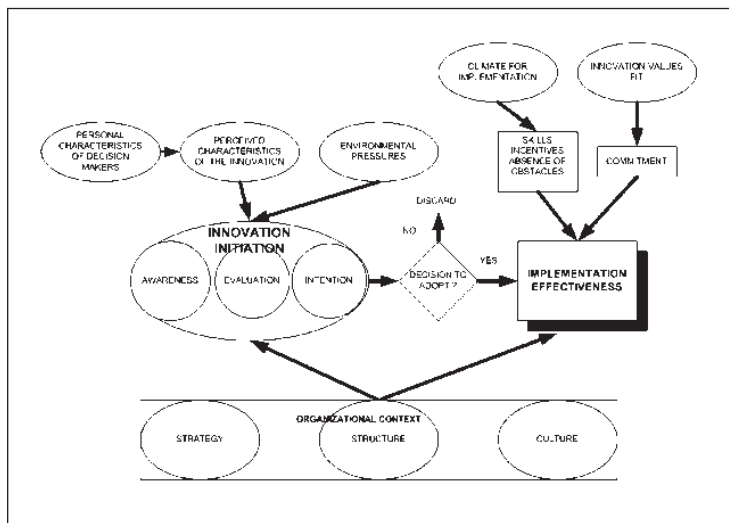 CLIMATE FOR
IMPLEMENTATION
INNOVATION VALUES
FIT
PERSONAL
CHARACTERISTICS
OF DECISION
MAKERS
PERCEIVED
CHARACTERISTICS
OF THE INNOVATION
ENVIRONMENTAL
PRESSURES
SKILLS
INCENTIVES
ABSENCE OF
OBSTACLES
COMMITMENT
DISCARD
NO
INNOVATION
INITIATION
YES
AWARENESS
EVALUATION
INTENTION
DECISION TO
ADOPT ?
IMPLEMENTATION
EFFECTIVENESS
ORGANIZATIONAL CONTEXT
STRATEGY
STRUCTURE
CULTURE